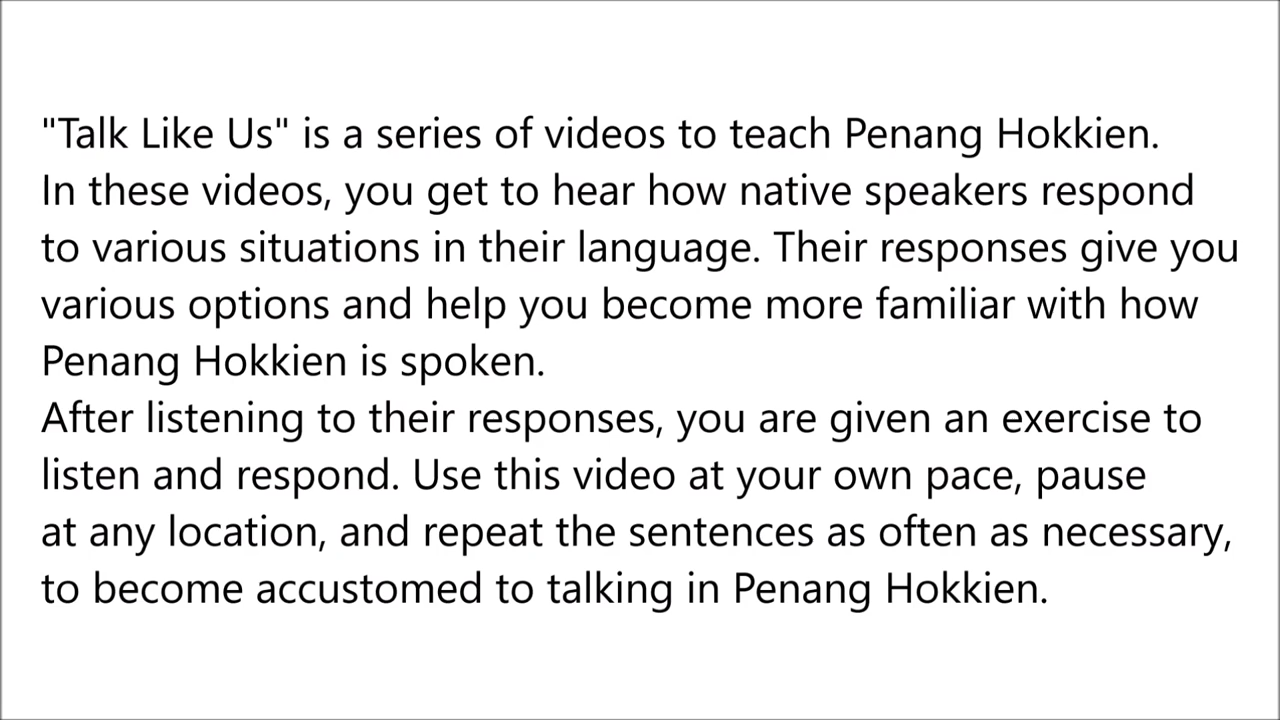 "Talk Like Us" is a series of videos to teach Penang Hokkien.
In these videos, you get to hear how native speakers respond
to various situations in their language. Their responses give you
various options and help you become more familiar with how
Penang Hokkien is spoken.
After listening to their responses, you are given an exercise to
listen and respond. Use this video at your own pace, pause
at any location, and repeat the sentences as often as necessary,
to become accustomed to talking in Penang Hokkien.